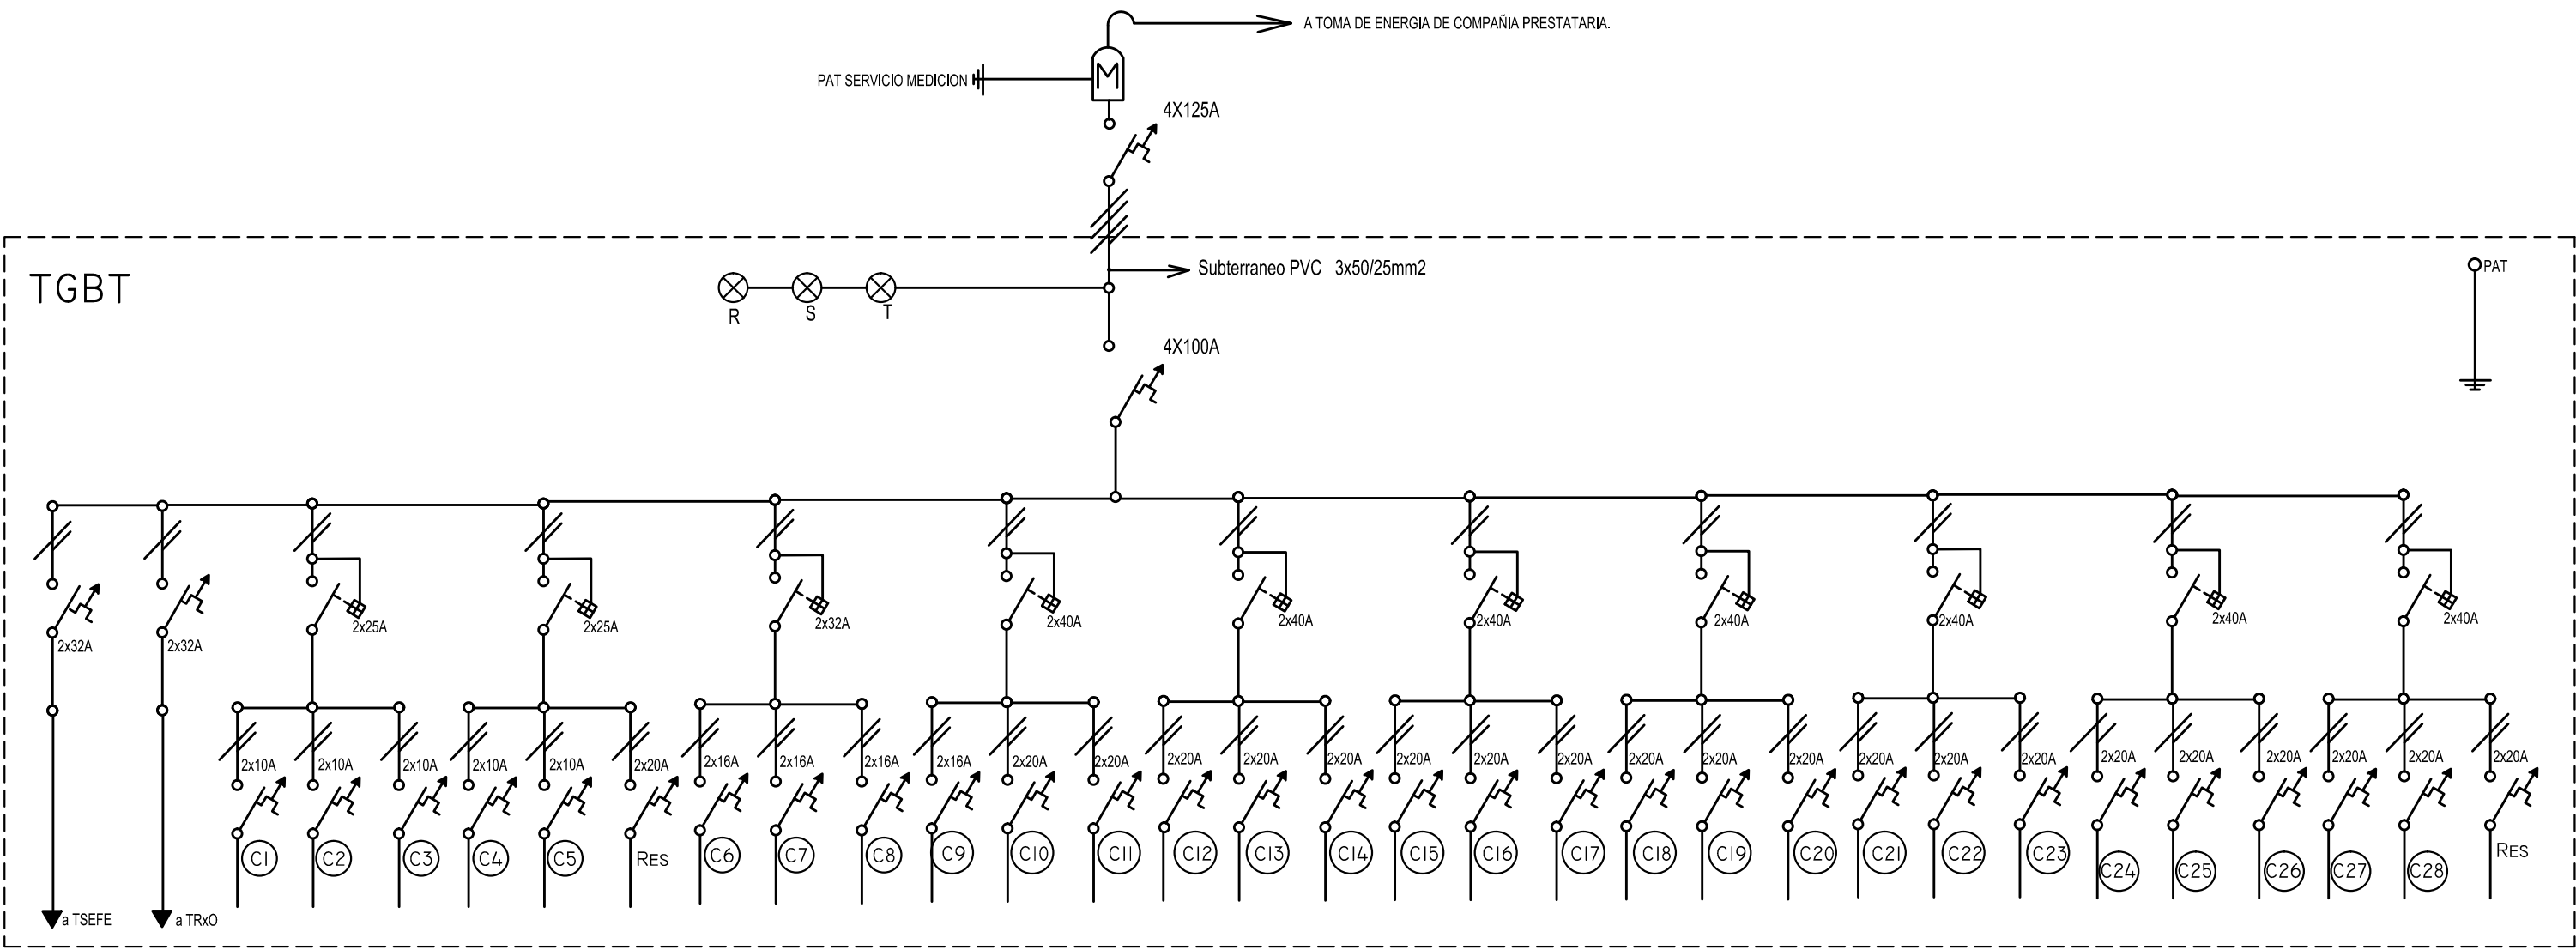 A TOMA DE ENERGIA DE COMPAÑIA PRESTATARIA.
M
PAT SERVICIO MEDICION
4X125A
TGBT
Subterraneo PVC 3x50/25mm2
PAT
R S T
4X100A
2x32A 2x32A 2x25A 2x25A 2x32A 2x40A 2x40A 2x40A 2x40A 2x40A 2x40A 2x40A
2x10A 2x10A 2x10A 2x10A 2x10A 2x20A 2x16A 2x16A 2x16A 2x16A 2x20A 2x20A 2x20A 2x20A 2x20A 2x20A 2x20A 2x20A 2x20A 2x20A 2x20A 2x20A 2x20A 2x20A 2x20A 2x20A 2x20A 2x20A 2x20A 2x20A
C1 C2 C3 C4 C5 RES C6 C7 C8 C9 C10 C11 C12 C13 C14 C15 C16 C17 C18 C19 C20 C21 C22 C23 C24 C25 C26 C27 C28 RES
a TSEFE a TRxO